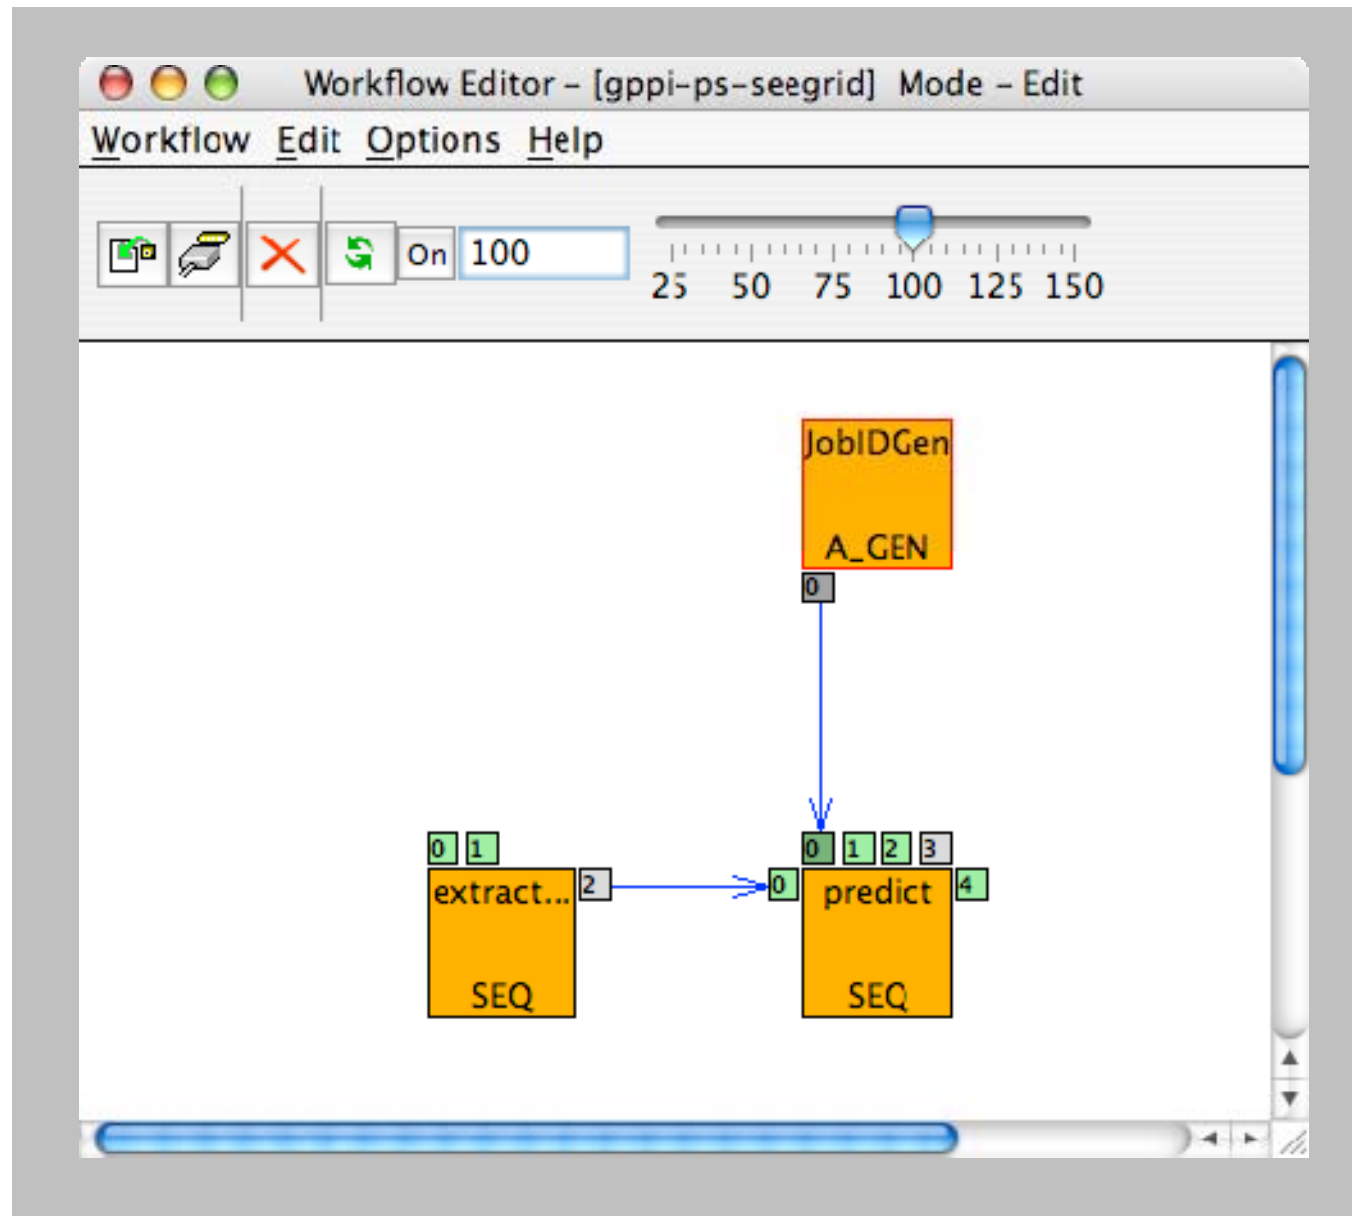 Workflow Editor – [gppi-ps-seegrid] Mode – Edit
Workflow Edit Options Help
On 100
25 50 75 100 125 150
JobIDGen
A_GEN
0
0 1 0 1 2 3
extract... 2 0 predict 4
SEQ SEQ